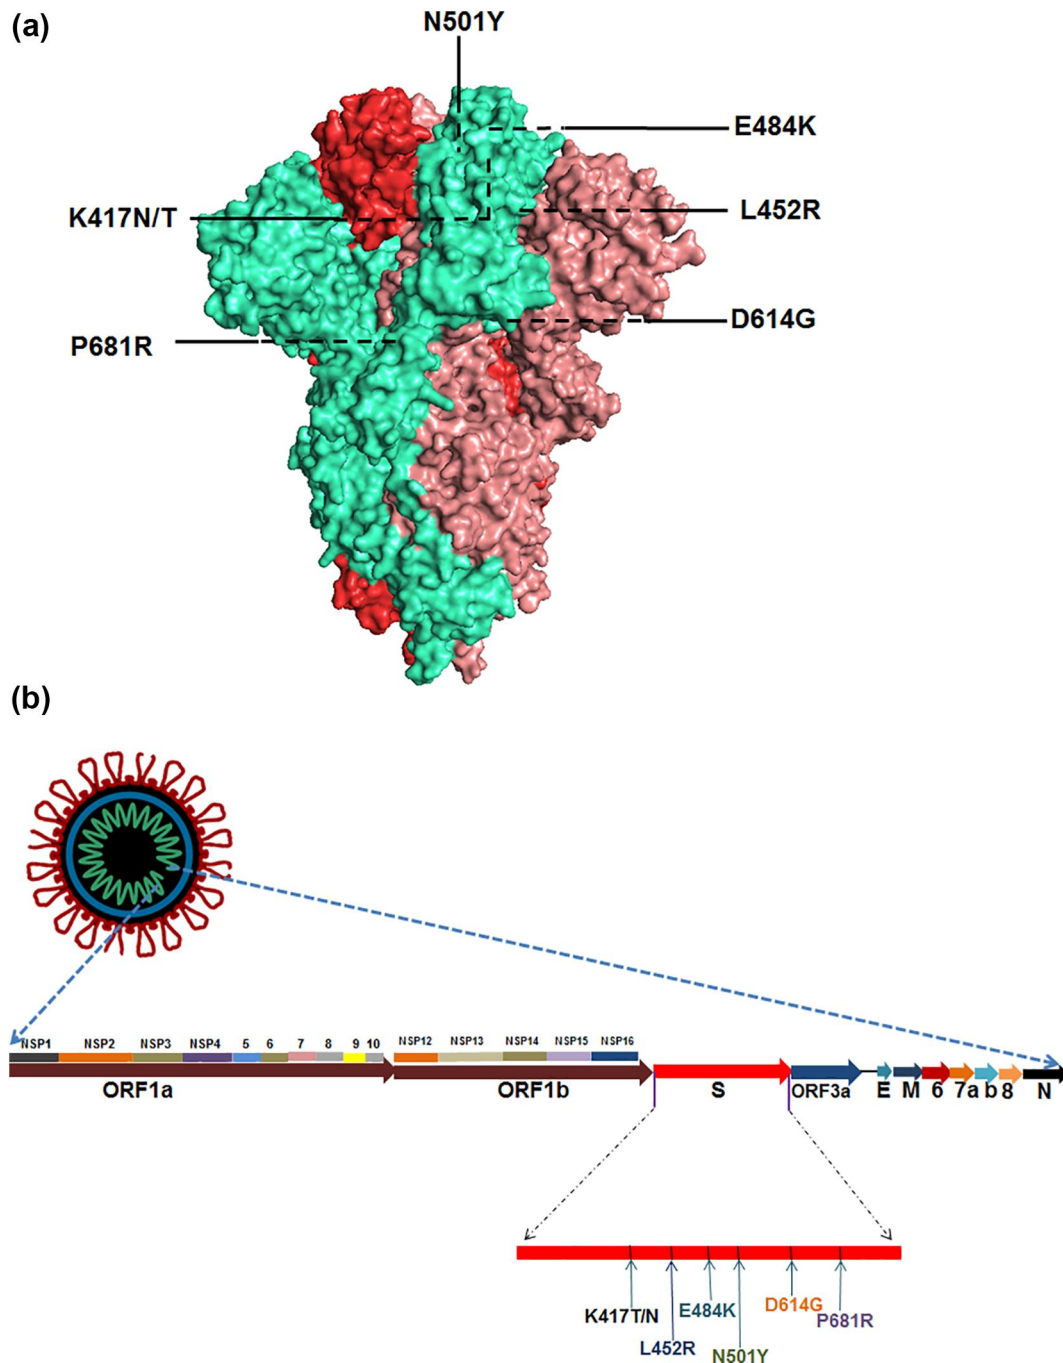 (a)
N501Y
E484K
K417N/T
L452R
D614G
P681R
(b)
NSP1 NSP2 NSP3 NSP4 5 6 7 8 9 10 NSP12 NSP13 NSP14 NSP15 NSP16
ORF1a ORF1b S ORF3a E M 6 7a b 8 N
K417T/N E484K D614G P681R
L452R N501Y